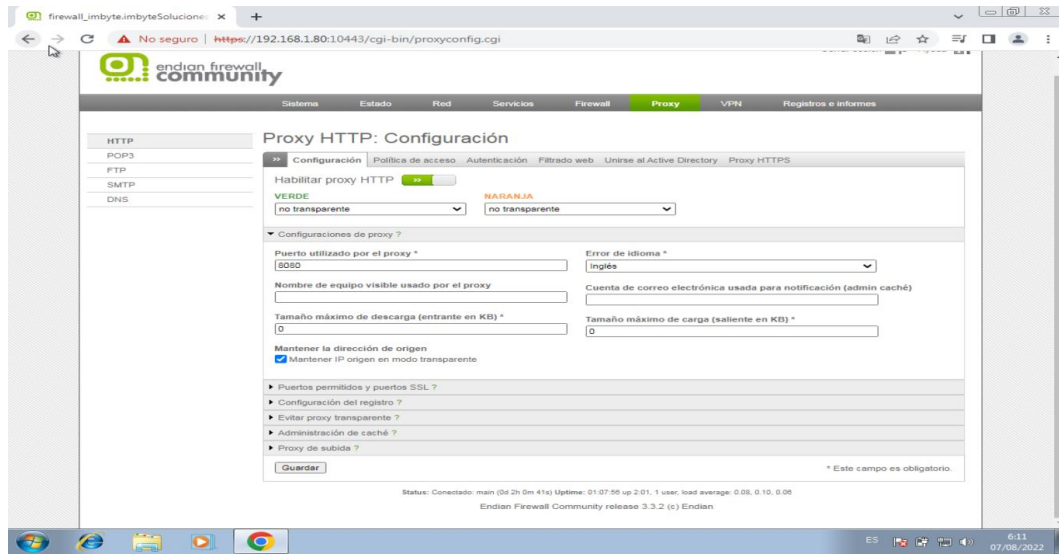 firewall_imbyte.imbyteSolucione:
No seguro | https://192.168.1.80:10443/cgi-bin/proxyconfig.cgi
endian firewall
community
Sistema Estado Red Servicios Firewall Proxy VPN Registros e informes
HTTP
POP3
FTP
SMTP
DNS
Proxy HTTP: Configuración
>> Configuración Política de acceso Autenticación Filtrado web Unirse al Active Directory Proxy HTTPS
Habilitar proxy HTTP >>
VERDE NARANJA
no transparente no transparente
Configuraciones de proxy ?
Puerto utilizado por el proxy * Error de idioma *
8080 Inglés
Nombre de equipo visible usado por el proxy Cuenta de correo electrónica usada para notificación (admin caché)
Tamaño máximo de descarga (entrante en KB) * Tamaño máximo de carga (saliente en KB) *
0 0
Mantener la dirección de origen
Mantener IP origen en modo transparente
Puertos permitidos y puertos SSL ?
Configuración del registro ?
Evitar proxy transparente ?
Administración de caché ?
Proxy de subida ?
Guardar * Este campo es obligatorio.
Status: Conectado: main (0d 2h 0m 41s) Uptime: 01:07:56 up 2:01, 1 user, load average: 0.08, 0.10, 0.06
Endian Firewall Community release 3.3.2 (c) Endian
ES 6:11
07/08/2022